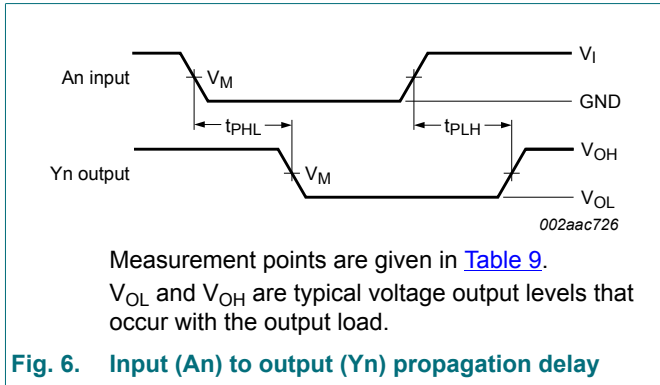 V_I
An input
V_M
GND
t_PHL
t_PLH
V_OH
Yn output
V_M
V_OL
002aac726
Measurement points are given in Table 9.
V_OL and V_OH are typical voltage output levels that
occur with the output load.
Fig. 6. Input (An) to output (Yn) propagation delay